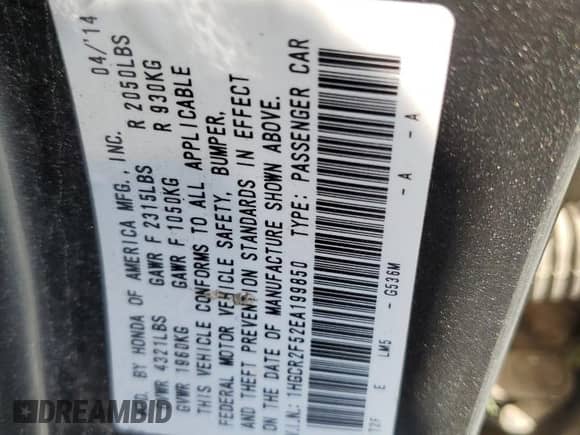 D. BY HONDA OF AMERICA MFG., INC. 04/'14
GVWR 4321LBS GAWR F 2315LBS R 2050LBS
GVWR 1960KG GAWR F 1050KG R 930KG
THIS VEHICLE CONFORMS TO ALL APPLICABLE
FEDERAL MOTOR VEHICLE SAFETY, BUMPER,
AND THEFT PREVENTION STANDARDS IN EFFECT
ON THE DATE OF MANUFACTURE SHOWN ABOVE.
V.I.N.: 1HGCR2F52EA199850 TYPE: PASSENGER CAR
T2F E LM5 - G536M - A - A
DREAMBID